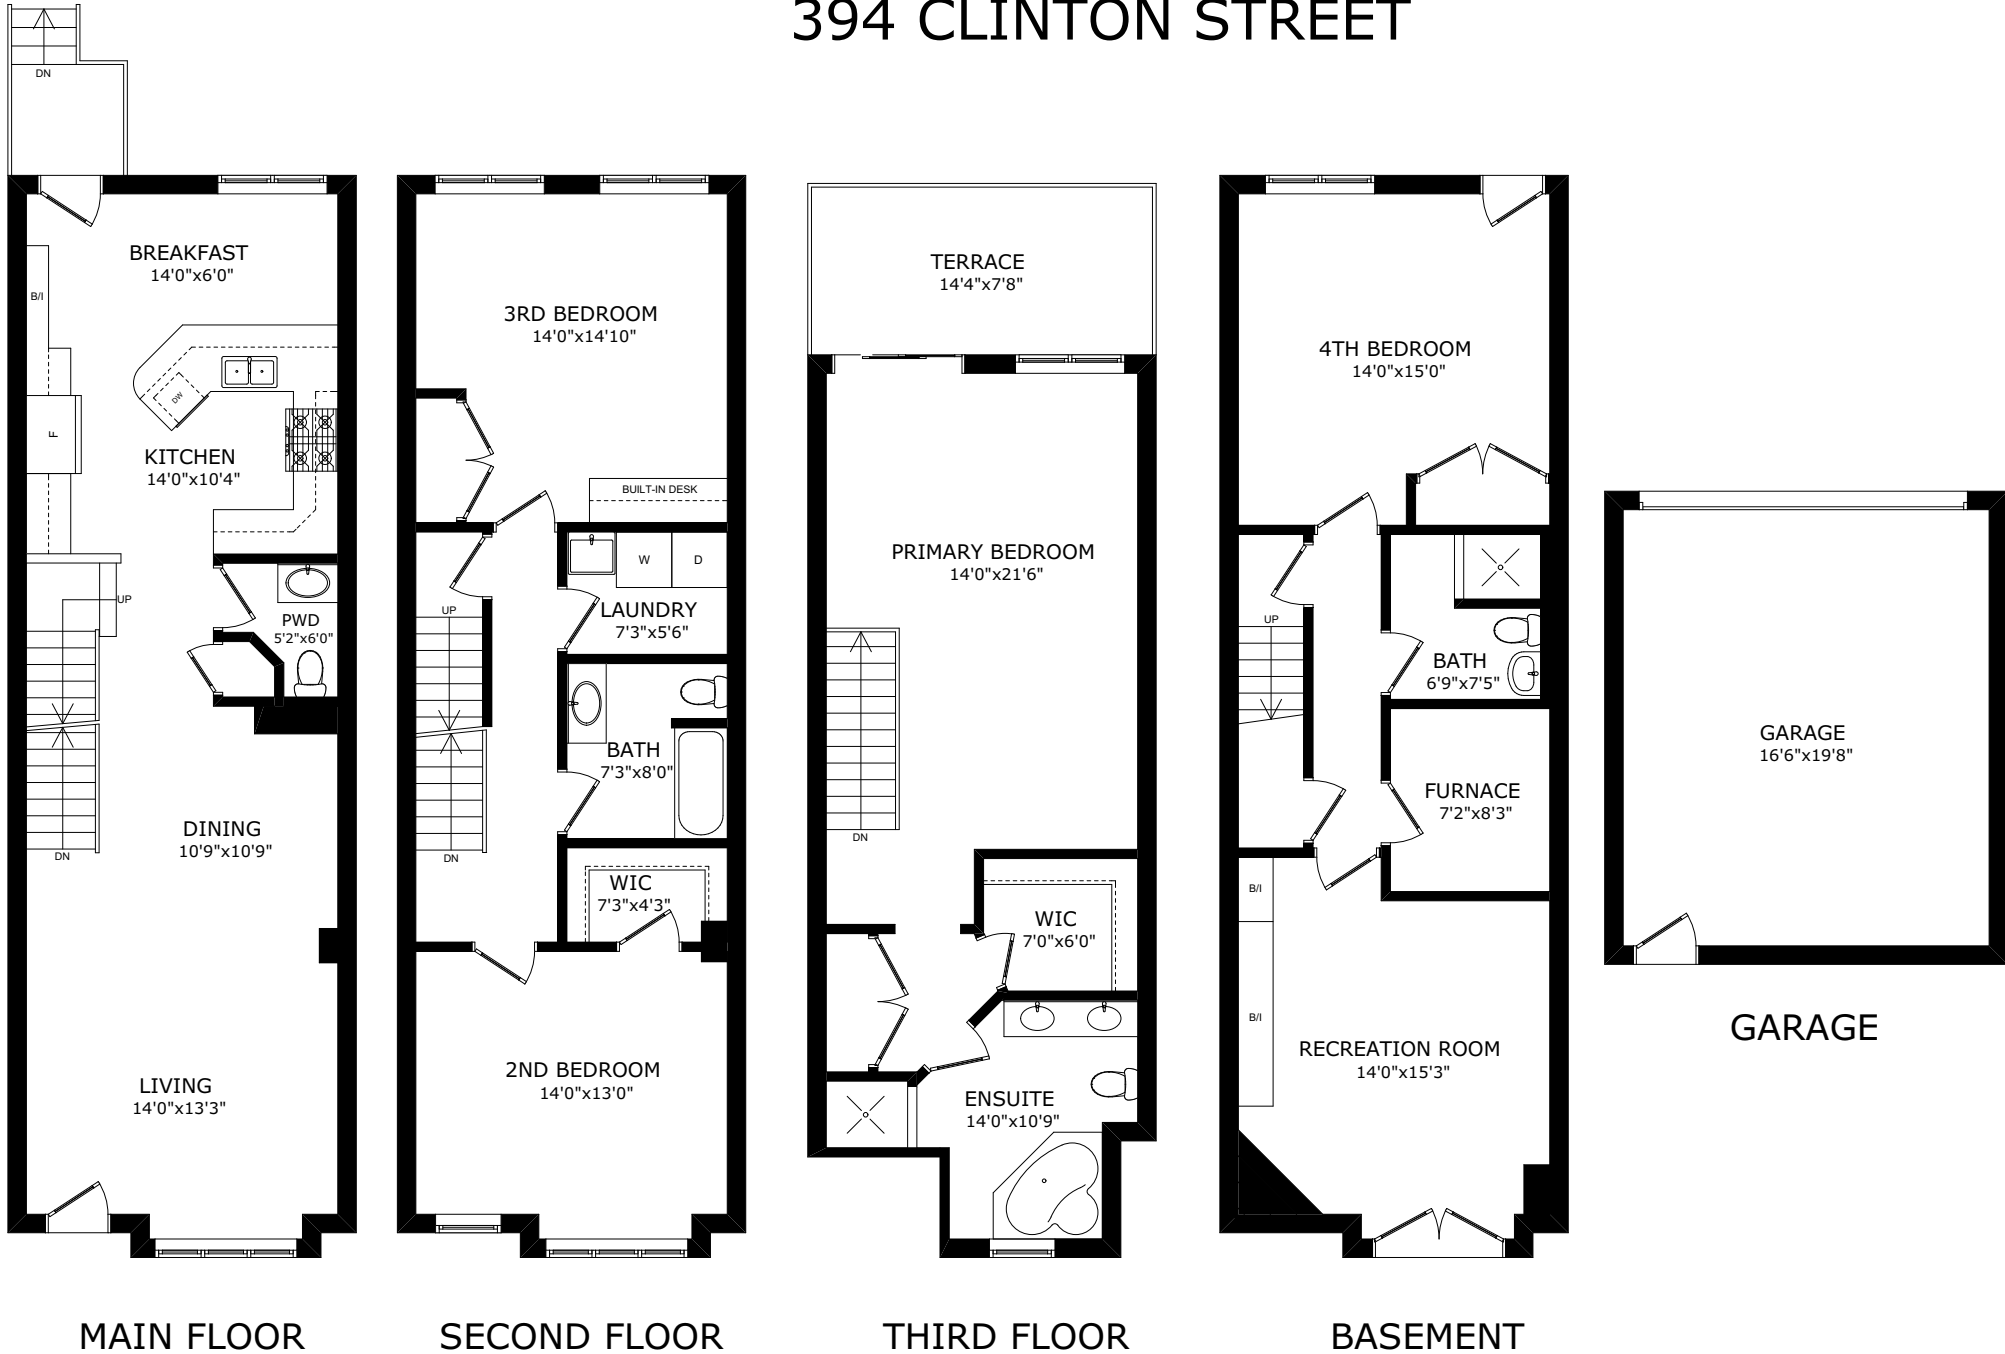 394 CLINTON STREET
DN
BREAKFAST
14'0"x6'0"
B/I
DW
F
KITCHEN
14'0"x10'4"
UP
PWD
5'2"x6'0"
DINING
10'9"x10'9"
DN
LIVING
14'0"x13'3"
MAIN FLOOR
3RD BEDROOM
14'0"x14'10"
BUILT-IN DESK
W
D
UP
LAUNDRY
7'3"x5'6"
BATH
7'3"x8'0"
DN
WIC
7'3"x4'3"
2ND BEDROOM
14'0"x13'0"
SECOND FLOOR
TERRACE
14'4"x7'8"
PRIMARY BEDROOM
14'0"x21'6"
DN
WIC
7'0"x6'0"
ENSUITE
14'0"x10'9"
THIRD FLOOR
4TH BEDROOM
14'0"x15'0"
UP
BATH
6'9"x7'5"
FURNACE
7'2"x8'3"
B/I
B/I
RECREATION ROOM
14'0"x15'3"
BASEMENT
GARAGE
16'6"x19'8"
GARAGE